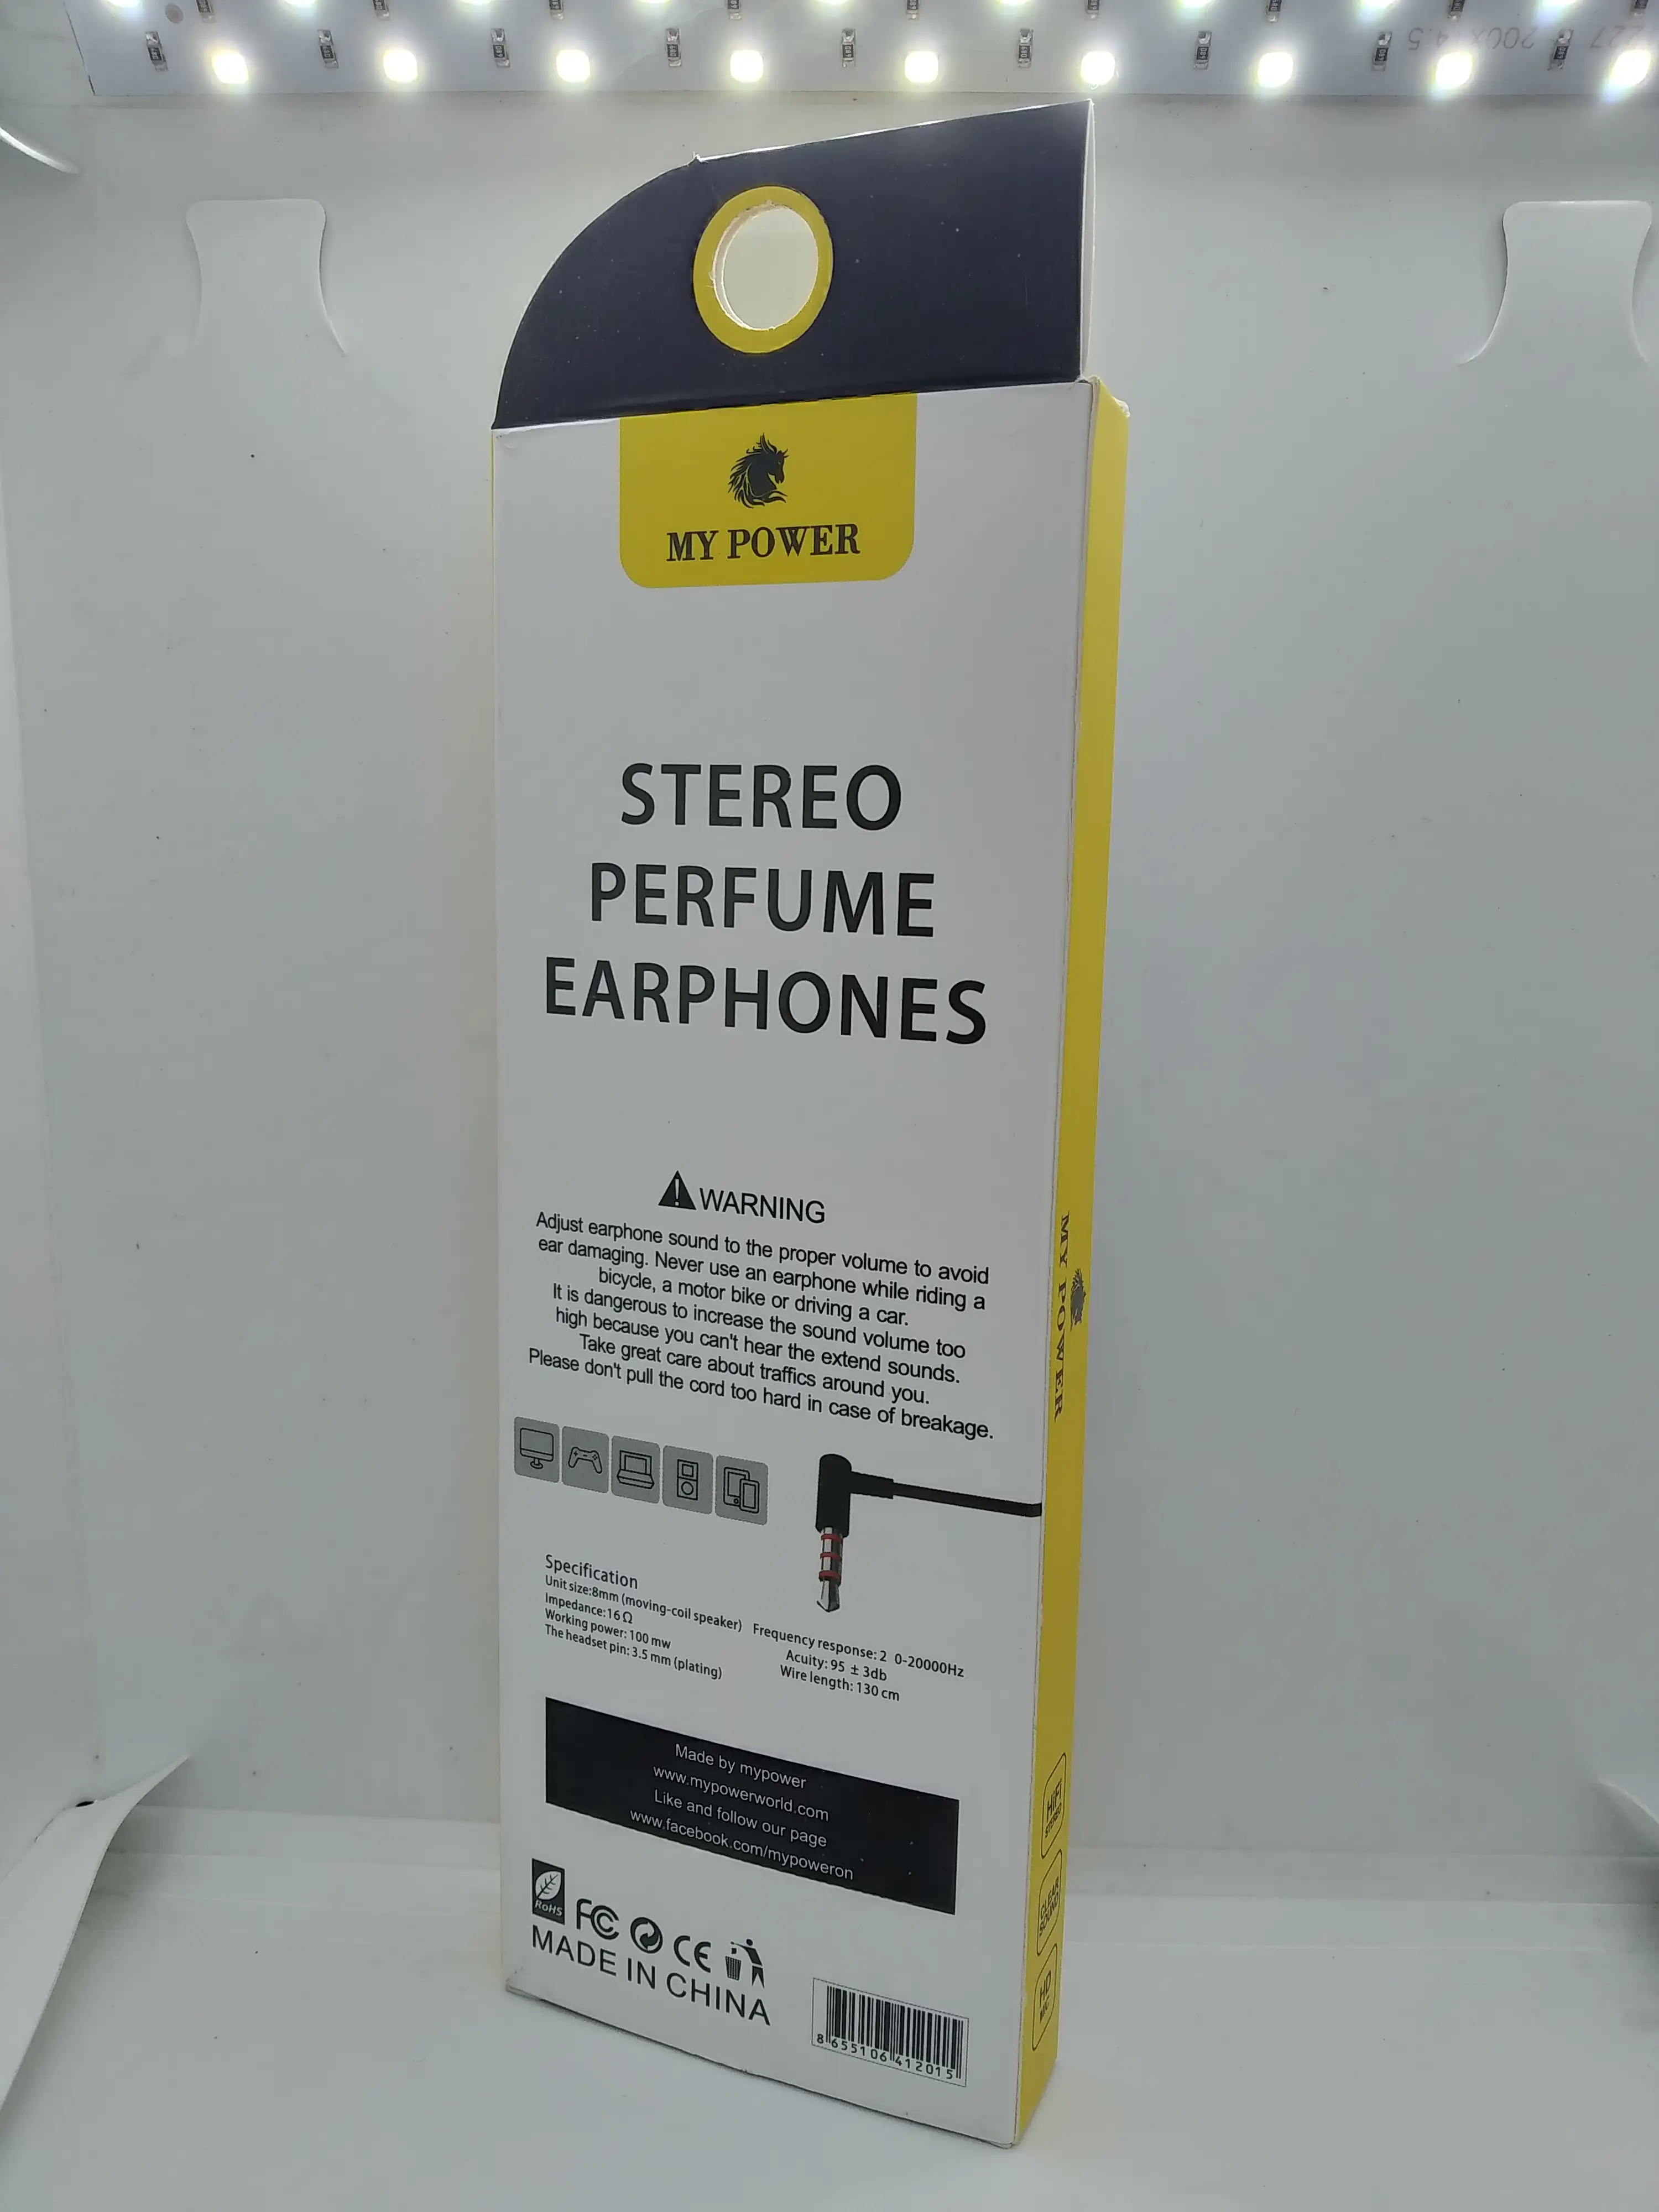 MY POWER
STEREO
PERFUME
EARPHONES
WARNING
Adjust earphone sound to the proper volume to avoid
ear damaging. Never use an earphone while riding a
bicycle, a motor bike or driving a car.
It is dangerous to increase the sound volume too
high because you can't hear the extend sounds.
Take great care about traffics around you.
Please don't pull the cord too hard in case of breakage.
Specification
Unit size:8mm (moving-coil speaker)
Impedance:16 Ω
Working power: 100 mw
The headset pin: 3.5 mm (plating)
Frequency response: 2 0-20000Hz
Acuity: 95 ± 3db
Wire length: 130 cm
Made by mypower
www.mypowerworld.com
Like and follow our page
www.facebook.com/mypoweron
RoHS
FC CE
MADE IN CHINA
8 655106 412015
MY POWER
HiFi
STEREO
CLEAR
SOUND
HD
MIC